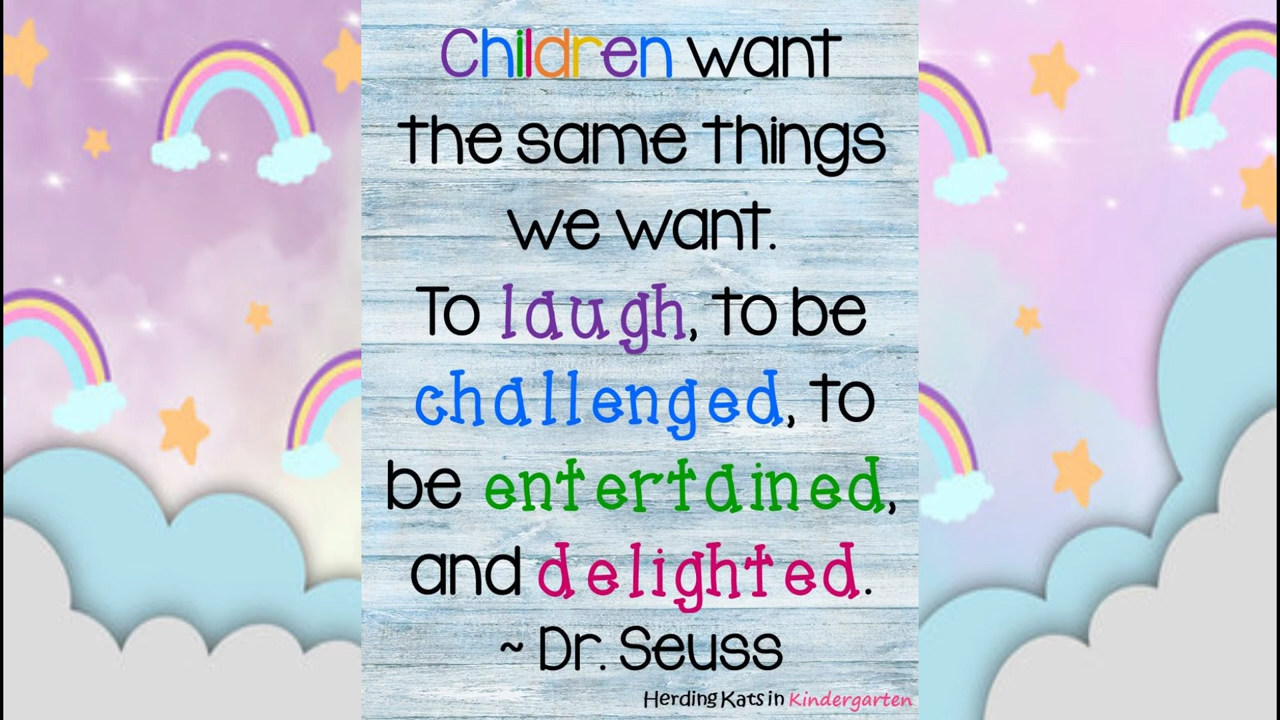 Children want
the same things
we want.
To laugh, to be
challenged, to
be entertained,
and delighted.
~ Dr. Seuss
Herding Kats in Kindergarten